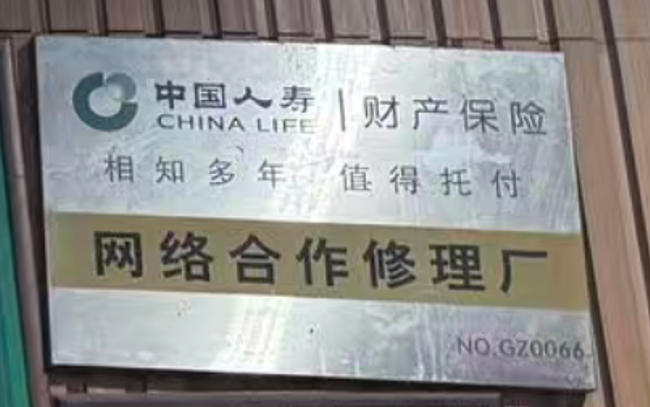 中国人寿 | 财产保险
CHINA LIFE
相知多年 值得托付
网络合作修理厂
NO.GZ0066